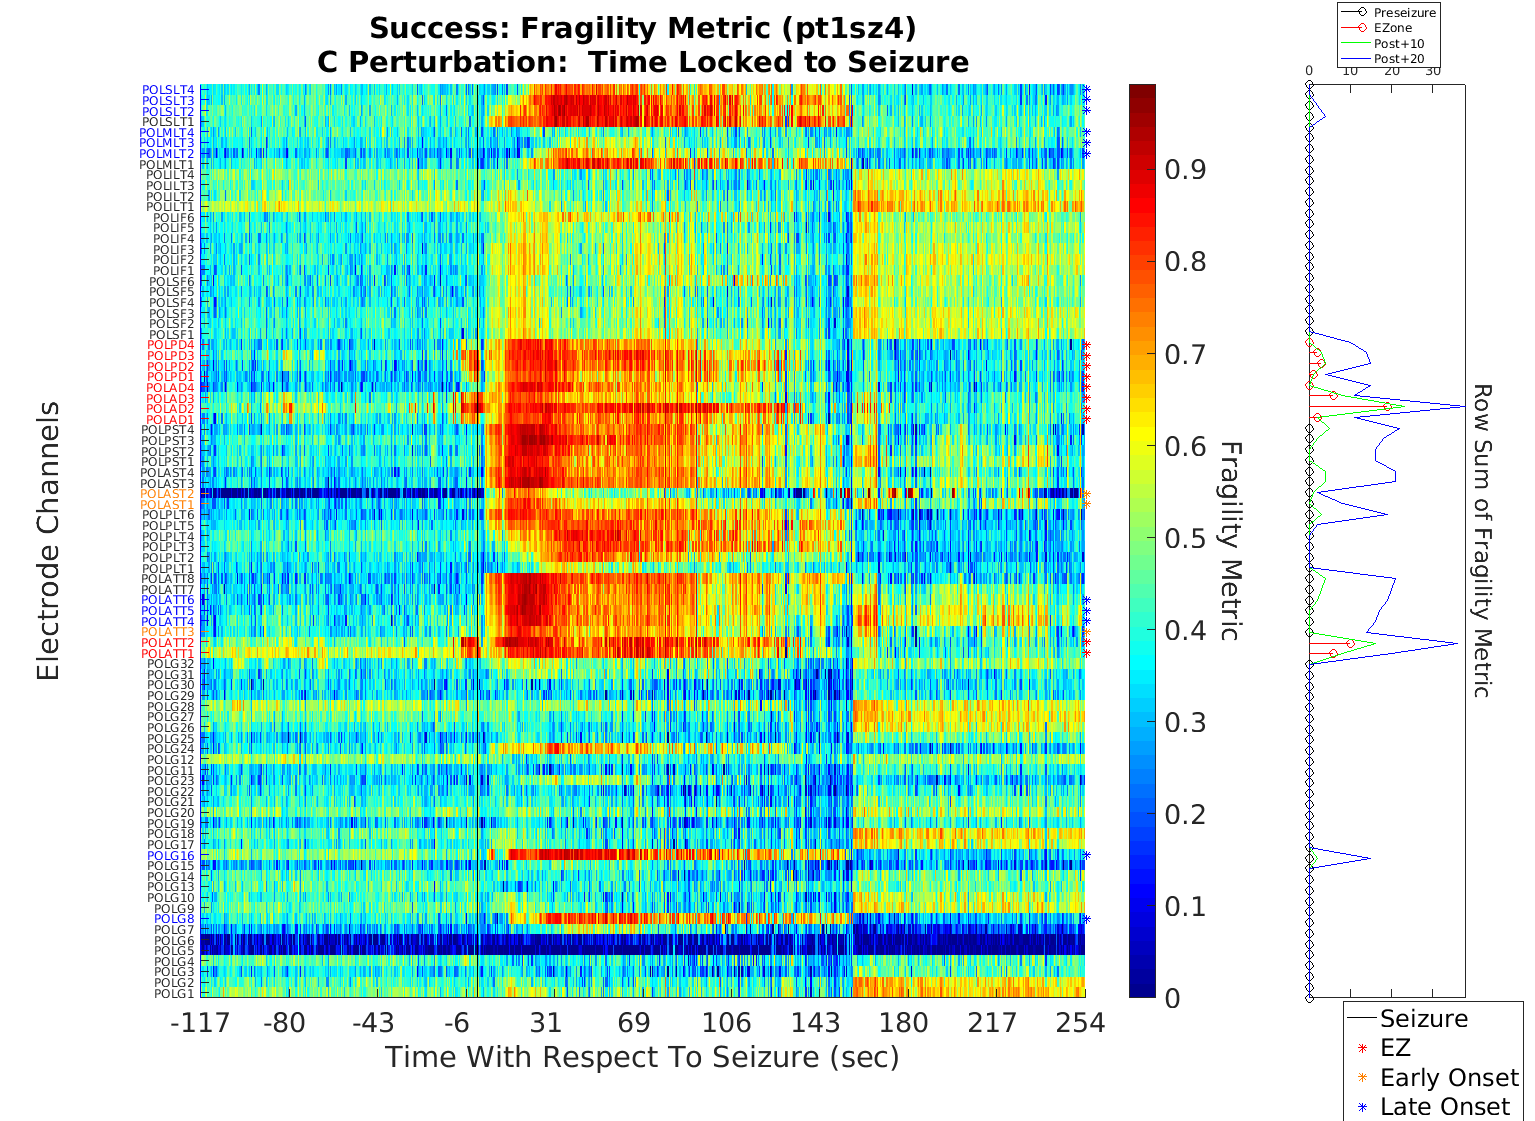 Success: Fragility Metric (pt1sz4)
C Perturbation:  Time Locked to Seizure
Electrode Channels
POLSLT4
POLSLT3
POLSLT2
POLSLT1
POLMLT4
POLMLT3
POLMLT2
POLMLT1
POLILT4
POLILT3
POLILT2
POLILT1
POLIF6
POLIF5
POLIF4
POLIF3
POLIF2
POLIF1
POLSF6
POLSF5
POLSF4
POLSF3
POLSF2
POLSF1
POLPD4
POLPD3
POLPD2
POLPD1
POLAD4
POLAD3
POLAD2
POLAD1
POLPST4
POLPST3
POLPST2
POLPST1
POLAST4
POLAST3
POLAST2
POLAST1
POLPLT6
POLPLT5
POLPLT4
POLPLT3
POLPLT2
POLPLT1
POLATT8
POLATT7
POLATT6
POLATT5
POLATT4
POLATT3
POLATT2
POLATT1
POLG32
POLG31
POLG30
POLG29
POLG28
POLG27
POLG26
POLG25
POLG24
POLG12
POLG11
POLG23
POLG22
POLG21
POLG20
POLG19
POLG18
POLG17
POLG16
POLG15
POLG14
POLG13
POLG10
POLG9
POLG8
POLG7
POLG6
POLG5
POLG4
POLG3
POLG2
POLG1
-117 -80 -43 -6 31 69 106 143 180 217 254
Time With Respect To Seizure (sec)
0.9
0.8
0.7
0.6
0.5
0.4
0.3
0.2
0.1
0
Fragility Metric
Preseizure
EZone
Post+10
Post+20
0 10 20 30
Row Sum of Fragility Metric
Seizure
EZ
Early Onset
Late Onset